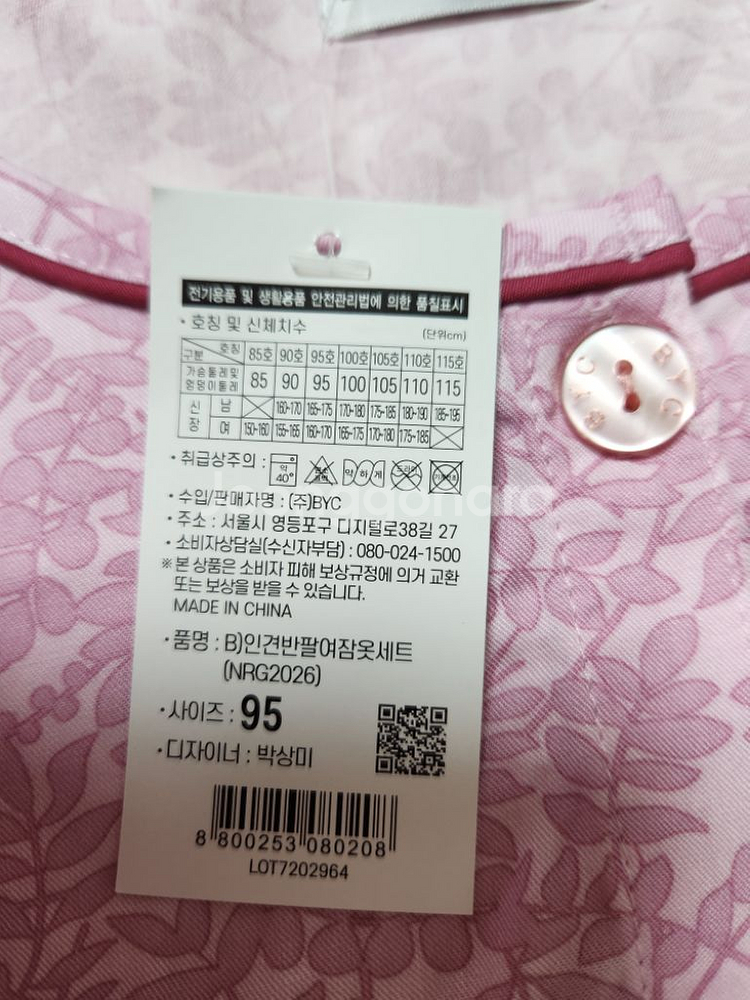 전기용품 및 생활용품 안전관리법에 의한 품질표시
• 호칭 및 신체치수 (단위cm)
구분 호칭 85호 90호 95호 100호 105호 110호 115호
가슴둘레및 엉덩이둘레 85 90 95 100 105 110 115
신장 남 160-170 165-175 170-180 175-185 180-190 185-195
여 150-160 155-165 160-170 165-175 170-180 175-185
• 취급상주의 : 약 40° 약하게 드라이
• 수입/판매자명 : (주)BYC
• 주소 : 서울시 영등포구 디지털로38길 27
• 소비자상담실(수신자부담) : 080-024-1500
※ 본 상품은 소비자 피해 보상규정에 의거 교환
또는 보상을 받을 수 있습니다.
MADE IN CHINA
• 품명 : B)인견반팔여잠옷세트
(NRG2026)
• 사이즈 : 95
• 디자이너 : 박상미
8 800253 080208
LOT7202964
BYC
BYC